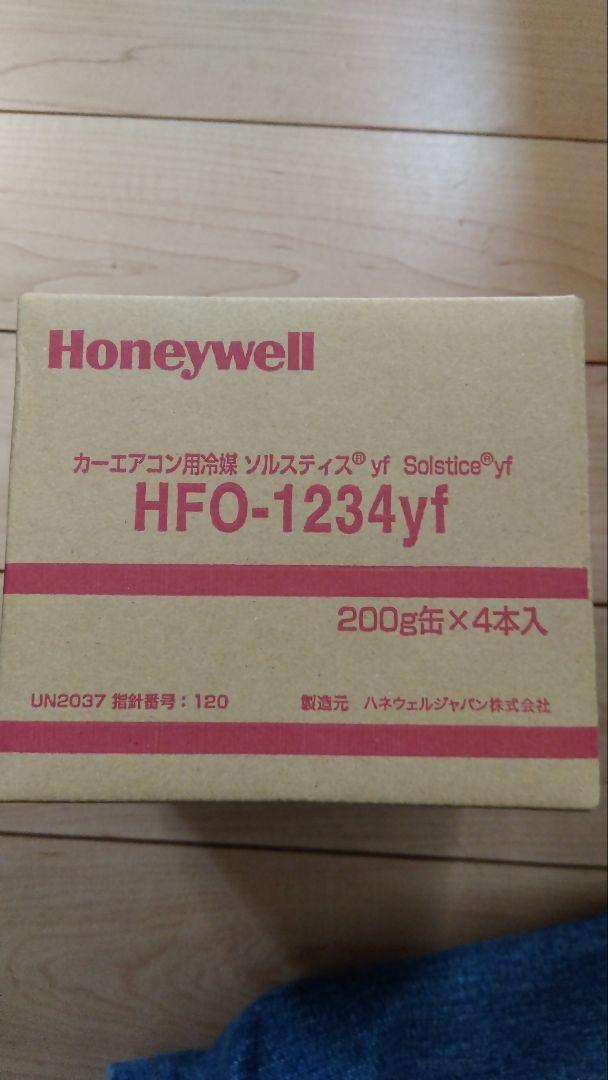 Honeywell
カーエアコン用冷媒 ソルスティス® yf Solstice®yf
HFO-1234yf
200g缶×4本入
UN2037 指針番号：120 製造元 ハネウェルジャパン株式会社